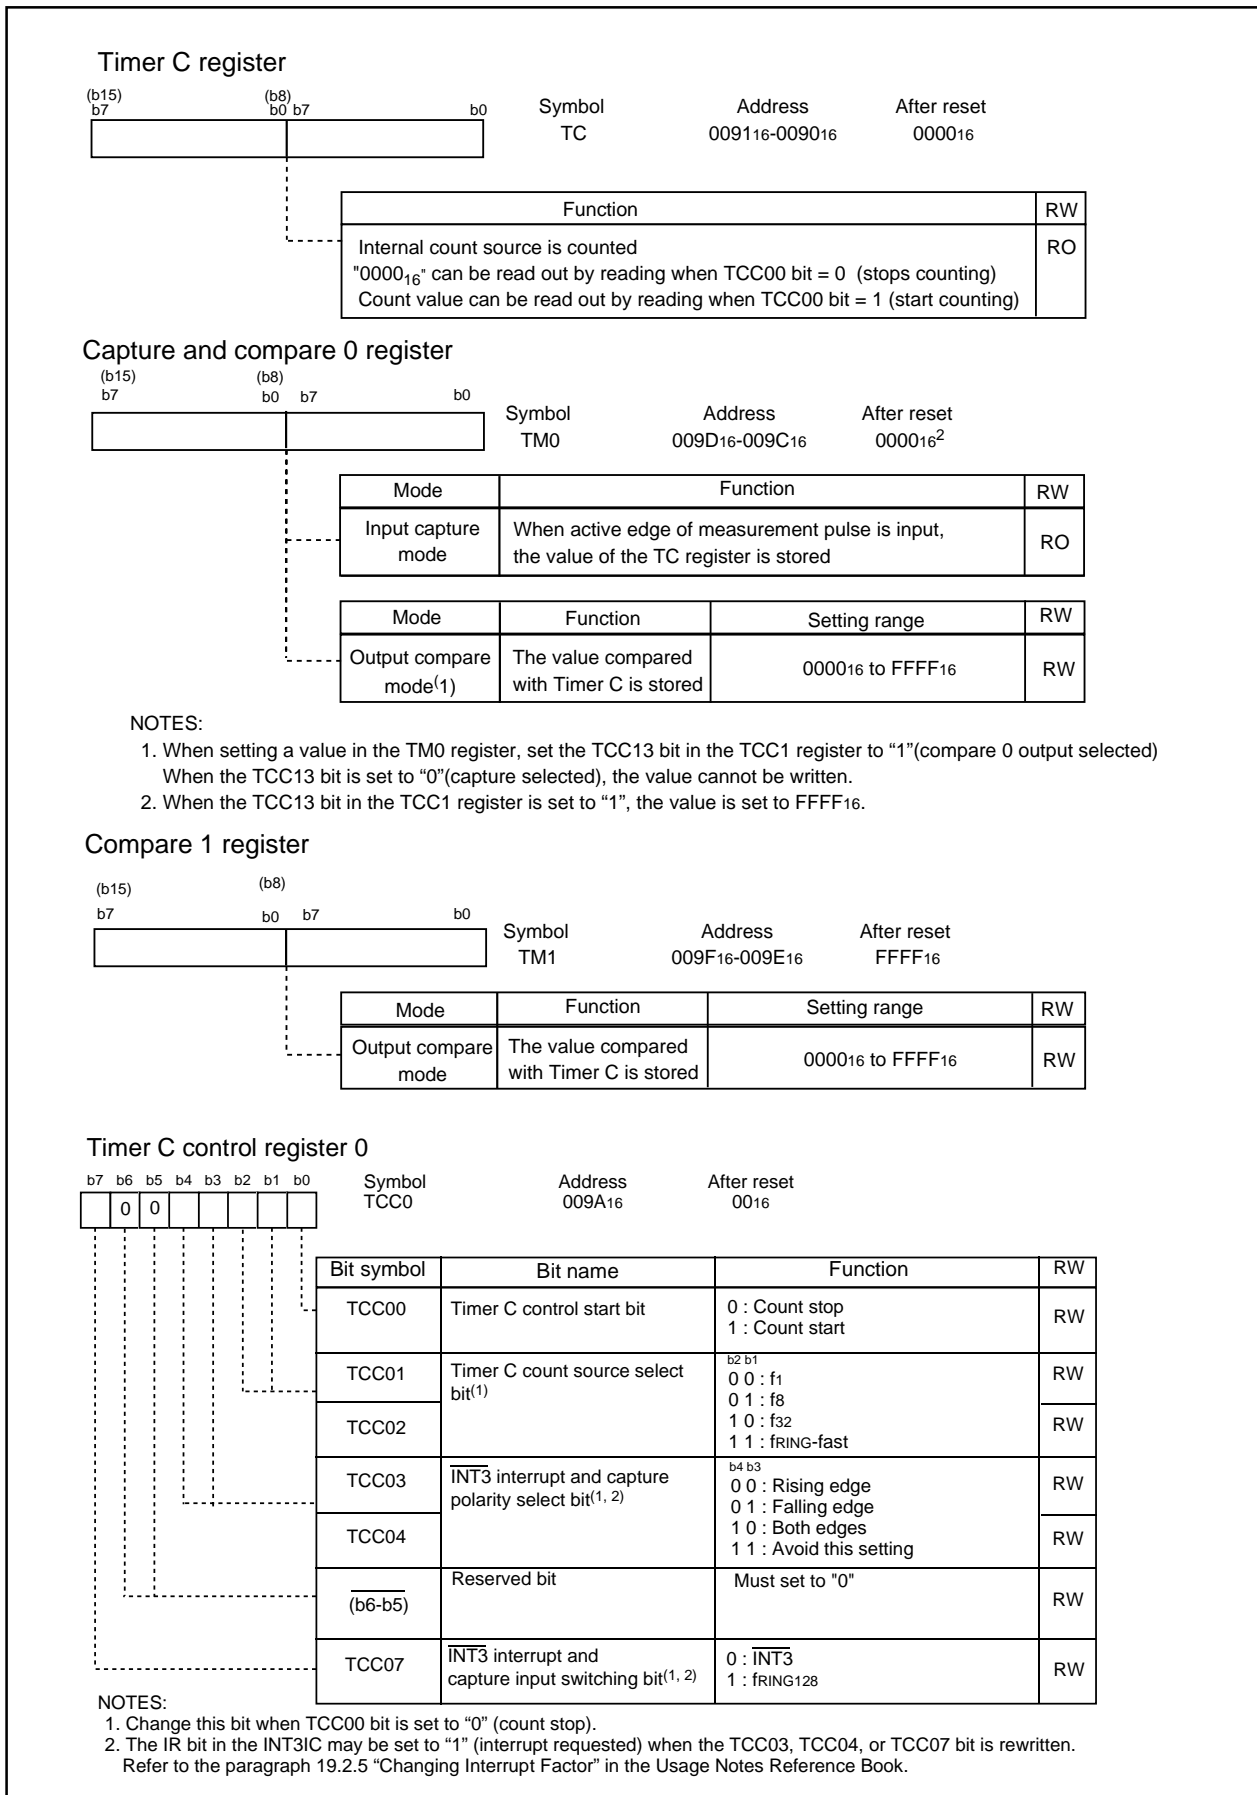 Timer C register
(b15) (b8)
b7 b0 b7 b0
Symbol Address After reset
TC 009116-009016 000016
Function RW
Internal count source is counted RO
"000016" can be read out by reading when TCC00 bit = 0 (stops counting)
Count value can be read out by reading when TCC00 bit = 1 (start counting)
Capture and compare 0 register
(b15) (b8)
b7 b0 b7 b0
Symbol Address After reset
TM0 009D16-009C16 0000162
Mode Function RW
Input capture mode When active edge of measurement pulse is input, the value of the TC register is stored RO
Mode Function Setting range RW
Output compare mode(1) The value compared with Timer C is stored 000016 to FFFF16 RW
NOTES:
1. When setting a value in the TM0 register, set the TCC13 bit in the TCC1 register to “1”(compare 0 output selected)
When the TCC13 bit is set to “0”(capture selected), the value cannot be written.
2. When the TCC13 bit in the TCC1 register is set to “1”, the value is set to FFFF16.
Compare 1 register
(b15) (b8)
b7 b0 b7 b0
Symbol Address After reset
TM1 009F16-009E16 FFFF16
Mode Function Setting range RW
Output compare mode The value compared with Timer C is stored 000016 to FFFF16 RW
Timer C control register 0
b7 b6 b5 b4 b3 b2 b1 b0
0 0
Symbol Address After reset
TCC0 009A16 0016
Bit symbol Bit name Function RW
TCC00 Timer C control start bit 0 : Count stop RW
1 : Count start
TCC01 Timer C count source select bit(1) b2 b1 RW
0 0 : f1
0 1 : f8
TCC02 1 0 : f32 RW
1 1 : fRING-fast
TCC03 INT3 interrupt and capture polarity select bit(1, 2) b4 b3 RW
0 0 : Rising edge
0 1 : Falling edge
TCC04 1 0 : Both edges RW
1 1 : Avoid this setting
(b6-b5) Reserved bit Must set to "0" RW
TCC07 INT3 interrupt and capture input switching bit(1, 2) 0 : INT3 RW
1 : fRING128
NOTES:
1. Change this bit when TCC00 bit is set to “0” (count stop).
2. The IR bit in the INT3IC may be set to “1” (interrupt requested) when the TCC03, TCC04, or TCC07 bit is rewritten.
Refer to the paragraph 19.2.5 “Changing Interrupt Factor” in the Usage Notes Reference Book.